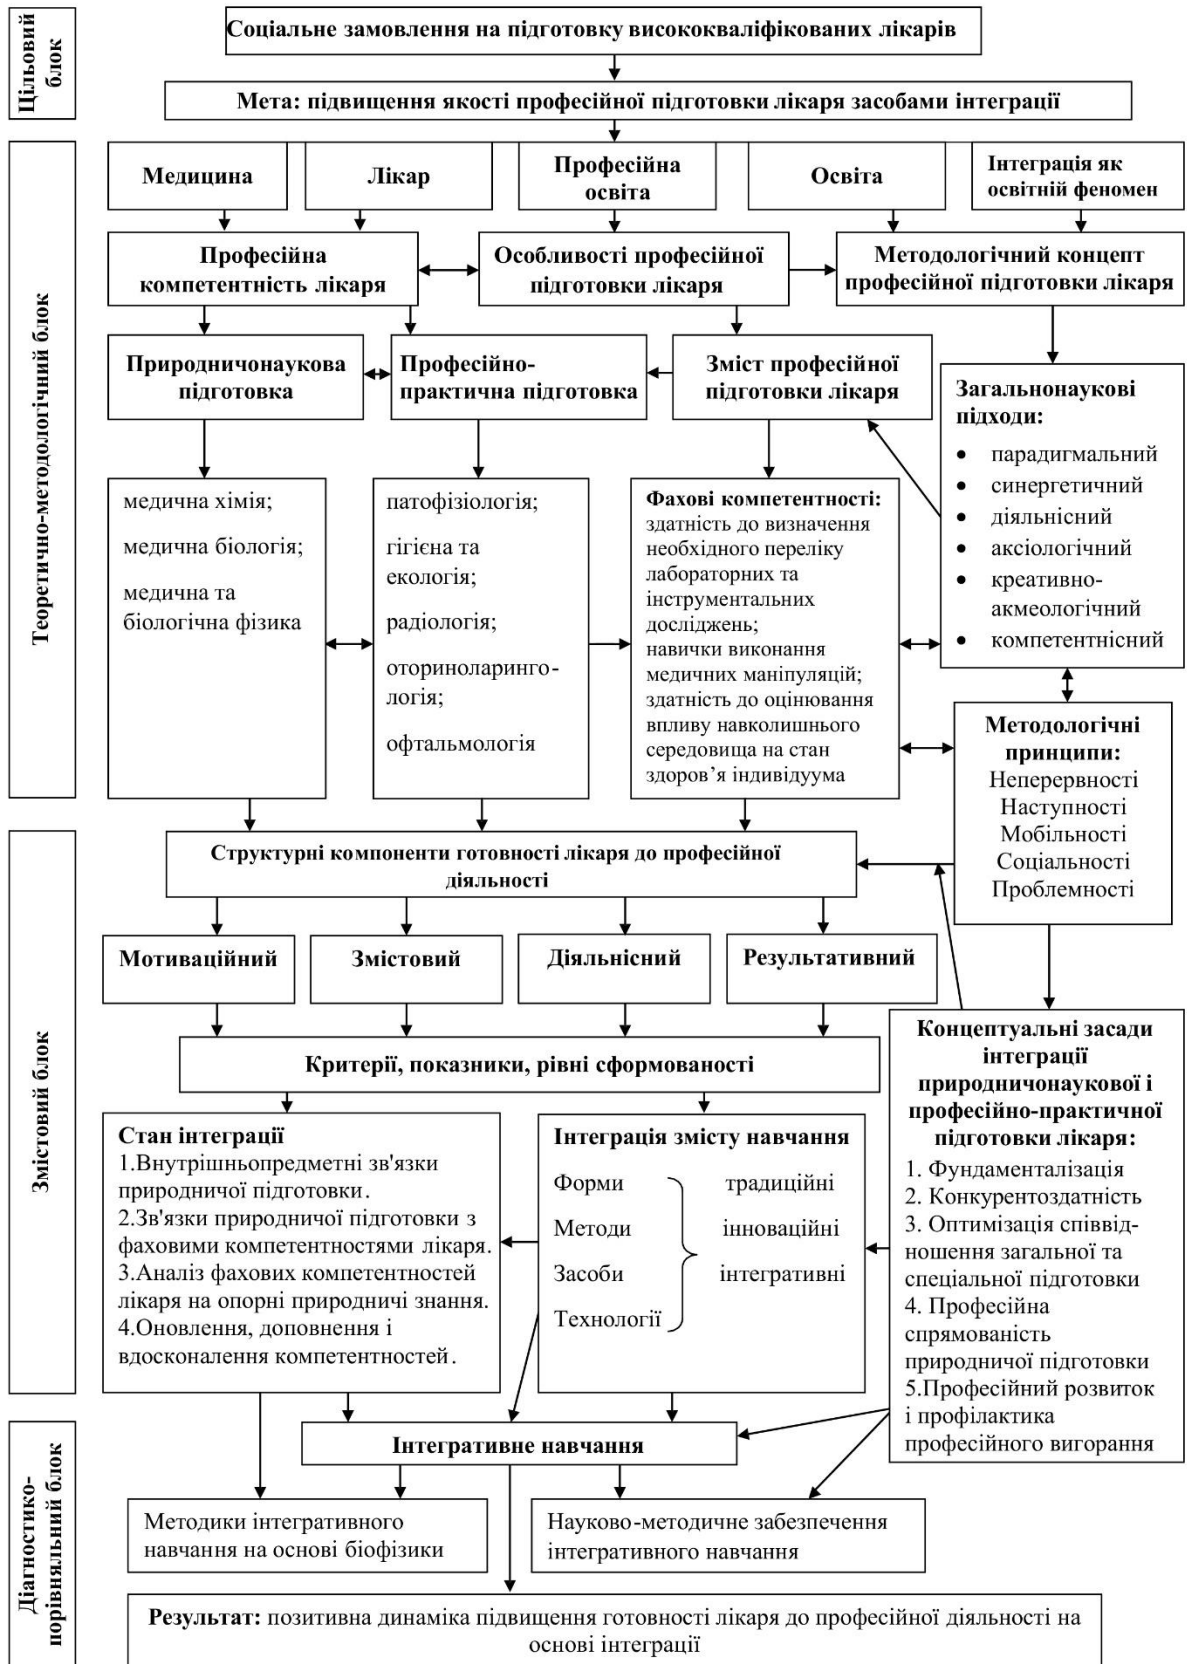 Цільовий
блок
Соціальне замовлення на підготовку висококваліфікованих лікарів
Мета: підвищення якості професійної підготовки лікаря засобами інтеграції
Теоретично-методологічний блок
Медицина
Лікар
Професійна
освіта
Освіта
Інтеграція як
освітній феномен
Професійна
компетентність лікаря
Особливості професійної
підготовки лікаря
Методологічний концепт
професійної підготовки лікаря
Природничонаукова
підготовка
Професійно-
практична підготовка
Зміст професійної
підготовки лікаря
Загальнонаукові
підходи:
• парадигмальний
• синергетичний
• діяльнісний
• аксіологічний
• креативно-
акмеологічний
• компетентнісний
медична хімія;
медична біологія;
медична та
біологічна фізика
патофізіологія;
гігієна та
екологія;
радіологія;
оториноларинго-
логія;
офтальмологія
Фахові компетентності:
здатність до визначення
необхідного переліку
лабораторних та
інструментальних
досліджень;
навички виконання
медичних маніпуляцій;
здатність до оцінювання
впливу навколишнього
середовища на стан
здоров’я індивідуума
Методологічні
принципи:
Неперервності
Наступності
Мобільності
Соціальності
Проблемності
Змістовий блок
Структурні компоненти готовності лікаря до професійної
діяльності
Мотиваційний
Змістовий
Діяльнісний
Результативний
Критерії, показники, рівні сформованості
Концептуальні засади
інтеграції
природничонаукової і
професійно-практичної
підготовки лікаря:
1. Фундаменталізація
2. Конкурентоздатність
3. Оптимізація співвід-
ношення загальної та
спеціальної підготовки
4. Професійна
спрямованість
природничої підготовки
5.Професійний розвиток
і профілактика
професійного вигорання
Стан інтеграції
1.Внутрішньопредметні зв'язки
природничої підготовки.
2.Зв'язки природничої підготовки з
фаховими компетентностями лікаря.
3.Аналіз фахових компетентностей
лікаря на опорні природничі знання.
4.Оновлення, доповнення і
вдосконалення компетентностей.
Інтеграція змісту навчання
Форми традиційні
Методи інноваційні
Засоби інтегративні
Технології
Діагностико-
порівняльний блок
Інтегративне навчання
Методики інтегративного
навчання на основі біофізики
Науково-методичне забезпечення
інтегративного навчання
Результат: позитивна динаміка підвищення готовності лікаря до професійної діяльності на
основі інтеграції